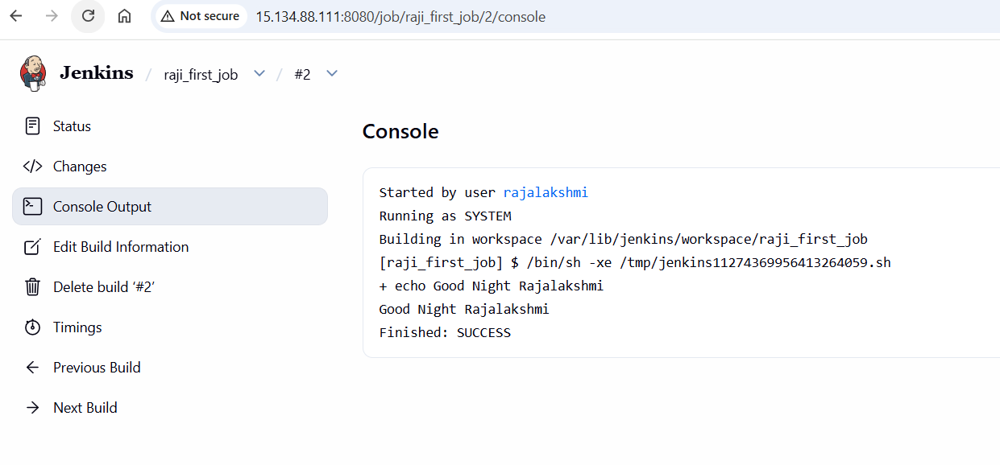 Not secure 15.134.88.111:8080/job/raji_first_job/2/console
Jenkins / raji_first_job / #2
Status
Changes
Console Output
Edit Build Information
Delete build ‘#2’
Timings
Previous Build
Next Build
Console
Started by user rajalakshmi
Running as SYSTEM
Building in workspace /var/lib/jenkins/workspace/raji_first_job
[raji_first_job] $ /bin/sh -xe /tmp/jenkins11274369956413264059.sh
+ echo Good Night Rajalakshmi
Good Night Rajalakshmi
Finished: SUCCESS